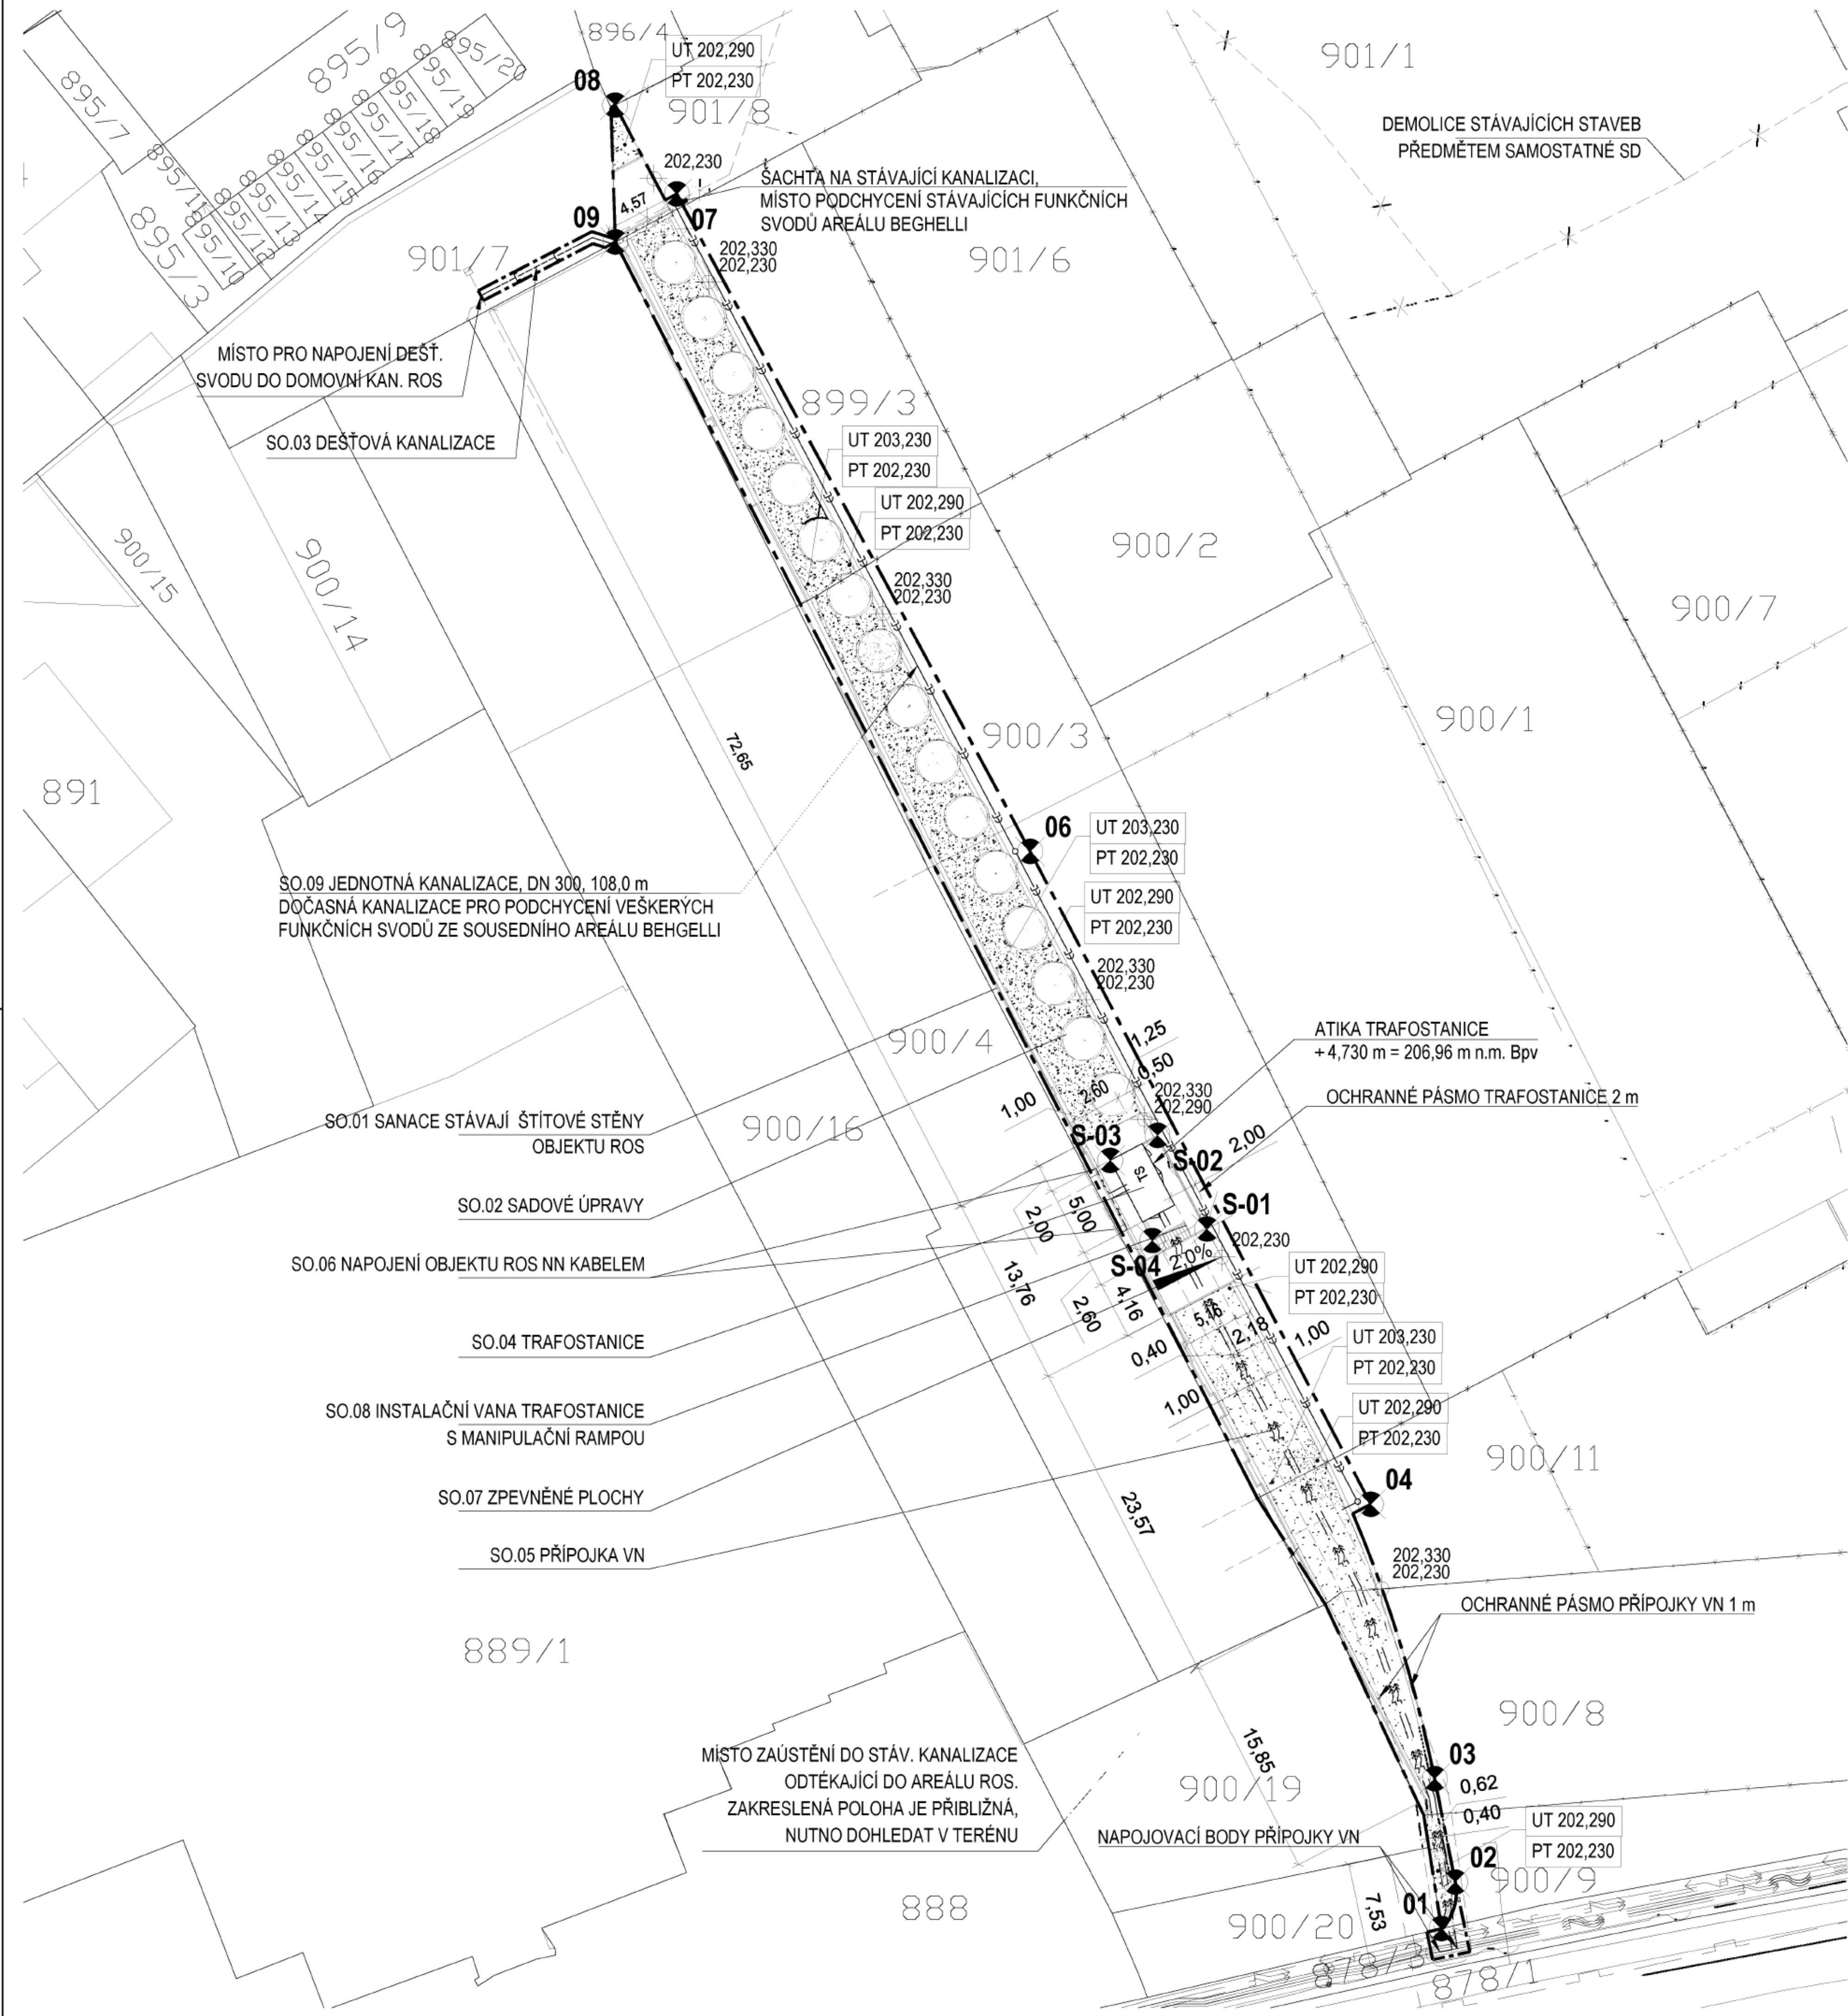 896/4
UT 202,290
PT 202,230
901/1
895/9
895/20
895/19
895/18
895/17
895/16
895/15
895/14
895/13
895/12
895/11
895/10
895/7
895/3
08
901/8
DEMOLICE STÁVAJÍCÍCH STAVEB
PŘEDMĚTEM SAMOSTATNÉ SD
202,230
ŠACHTA NA STÁVAJÍCÍ KANALIZACI,
MÍSTO PODCHYCENÍ STÁVAJÍCÍCH FUNKČNÍCH
SVODŮ AREÁLU BEGHELLI
4,57
09
07
901/7
202,330
202,230
901/6
MÍSTO PRO NAPOJENÍ DEŠŤ.
SVODU DO DOMOVNÍ KAN. ROS
899/3
SO.03 DEŠŤOVÁ KANALIZACE
UT 203,230
PT 202,230
UT 202,290
PT 202,230
900/15
900/14
900/2
202,330
202,230
900/7
72,65
900/3
900/1
891
06
UT 203,230
PT 202,230
SO.09 JEDNOTNÁ KANALIZACE, DN 300, 108,0 m
DOČASNÁ KANALIZACE PRO PODCHYCENÍ VEŠKERÝCH
FUNKČNÍCH SVODŮ ZE SOUSEDNÍHO AREÁLU BEHGELLI
UT 202,290
PT 202,230
202,330
202,230
900/4
1,25
0,50
ATIKA TRAFOSTANICE
+ 4,730 m = 206,96 m n.m. Bpv
2,60
202,330
202,290
OCHRANNÉ PÁSMO TRAFOSTANICE 2 m
1,00
SO.01 SANACE STÁVAJÍ ŠTÍTOVÉ STĚNY
OBJEKTU ROS
900/16
S-03
2,00
S-02
TS
SO.02 SADOVÉ ÚPRAVY
5,00
2,00
S-01
202,230
SO.06 NAPOJENÍ OBJEKTU ROS NN KABELEM
S-04
2,0%
13,76
UT 202,290
PT 202,230
2,60
4,16
5,16
2,18
1,00
SO.04 TRAFOSTANICE
0,40
UT 203,230
PT 202,230
1,00
SO.08 INSTALAČNÍ VANA TRAFOSTANICE
S MANIPULAČNÍ RAMPOU
UT 202,290
PT 202,230
900/11
04
SO.07 ZPEVNĚNÉ PLOCHY
23,57
SO.05 PŘÍPOJKA VN
202,330
202,230
OCHRANNÉ PÁSMO PŘÍPOJKY VN 1 m
889/1
900/8
MÍSTO ZAÚSTĚNÍ DO STÁV. KANALIZACE
ODTÉKAJÍCÍ DO AREÁLU ROS.
ZAKRESLENÁ POLOHA JE PŘIBLIŽNÁ,
NUTNO DOHLEDAT V TERÉNU
15,85
03
900/19
0,62
0,40
UT 202,290
PT 202,230
NAPOJOVACÍ BODY PŘÍPOJKY VN
02
900/9
888
7,53
01
900/20
878/3
878/1